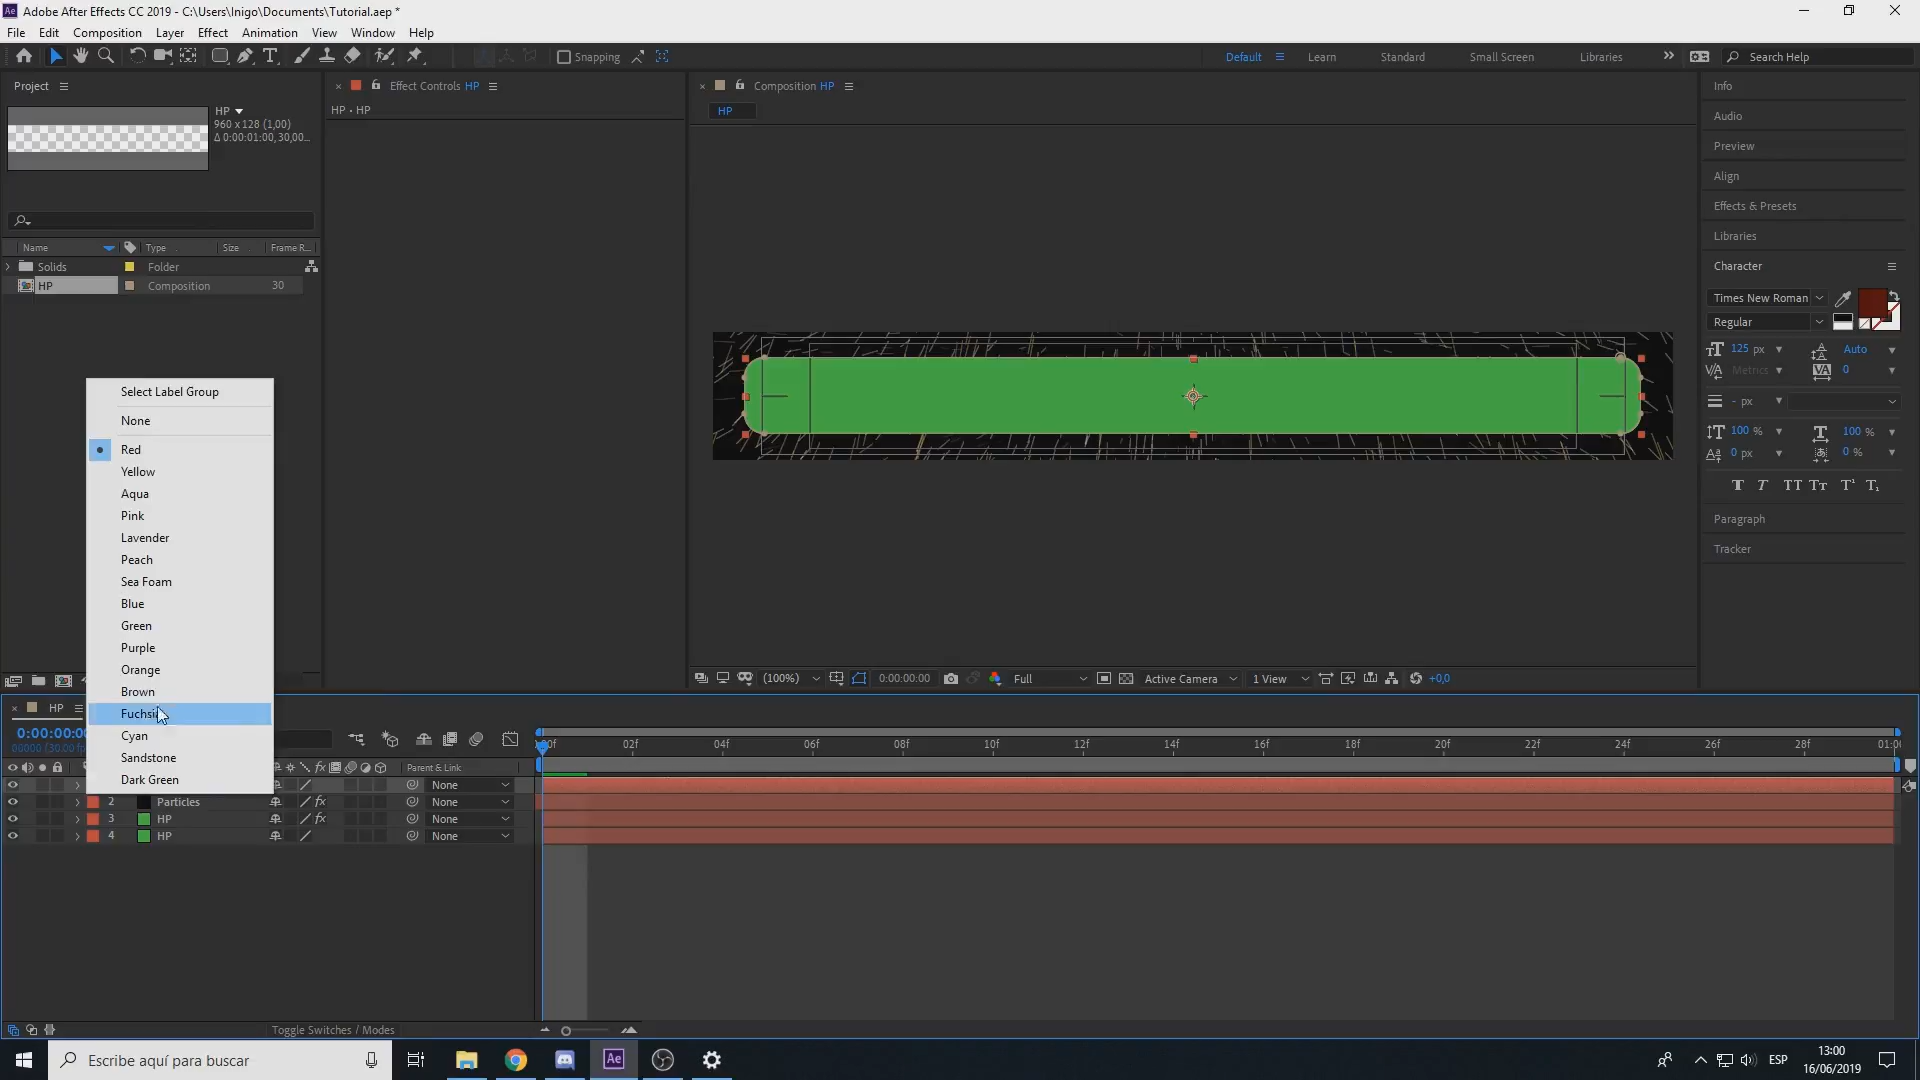 Adobe After Effects CC 2019 - C:\Users\Inigo\Documents\Tutorial.aep *
File Edit Composition Layer Effect Animation View Window Help
Snapping
Default Learn Standard Small Screen Libraries Search Help
Project
HP
960 x 128 (1,00)
Δ 0:00:01:00, 30,00...
Name Type Size Frame R...
Solids Folder
HP Composition 30
Effect Controls HP
HP • HP
Composition HP
HP
(100%) 0:00:00:00 Full Active Camera 1 View +0,0
Info
Audio
Preview
Align
Effects & Presets
Libraries
Character
Times New Roman
Regular
125 px Auto
Metrics 0
- px
100 % 100 %
0 px 0 %
Paragraph
Tracker
Select Label Group
None
Red
Yellow
Aqua
Pink
Lavender
Peach
Sea Foam
Blue
Green
Purple
Orange
Brown
Fuchsi
Cyan
Sandstone
Dark Green
HP
0:00:00:0
00000 (30.00 fp
Parent & Link
00f 02f 04f 06f 08f 10f 12f 14f 16f 18f 20f 22f 24f 26f 28f 01:0
None
2 Particles None
3 HP None
4 HP None
Toggle Switches / Modes
Escribe aquí para buscar
Ae
ESP
13:00
16/06/2019